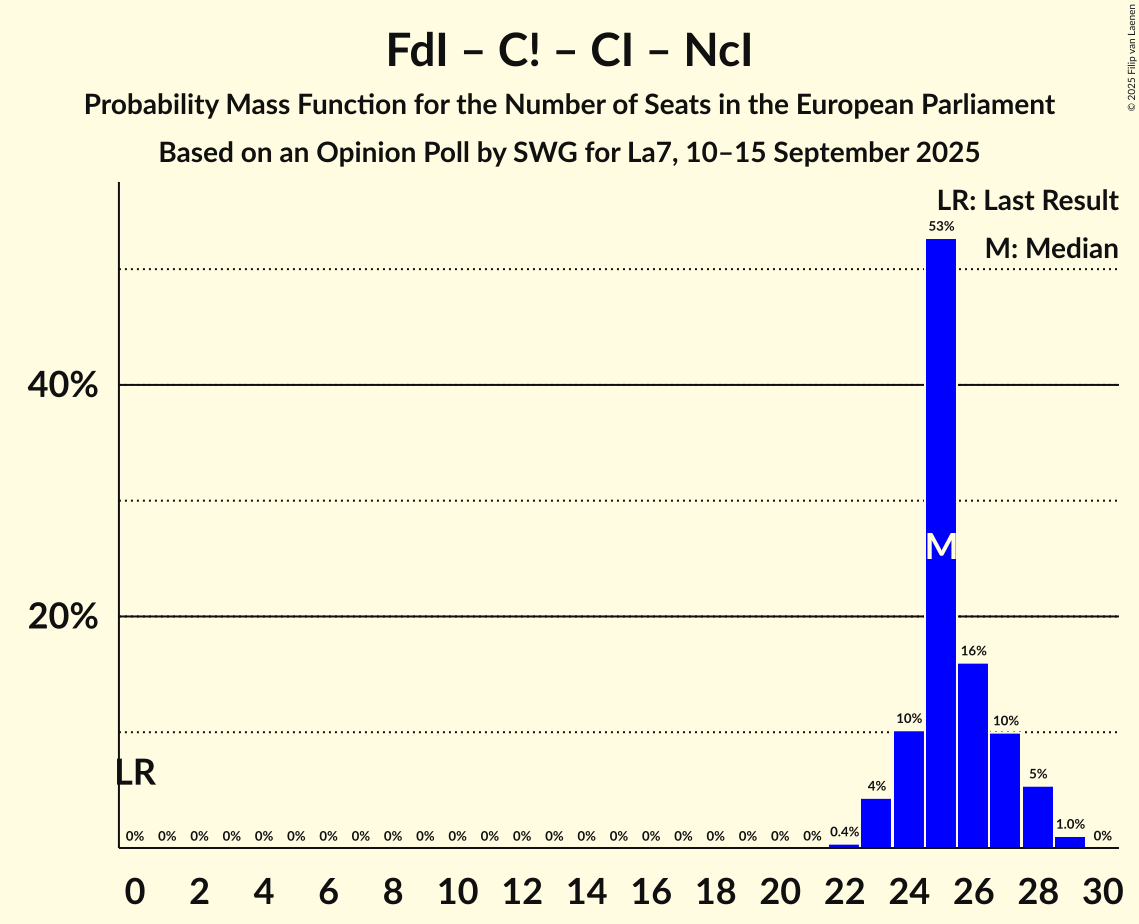 FdI – C! – CI – NcI
Probability Mass Function for the Number of Seats in the European Parliament
Based on an Opinion Poll by SWG for La7, 10–15 September 2025
© 2025 Filip van Laenen
LR: Last Result
M: Median
53%
40%
M
20%
16%
10%
10%
LR
5%
4%
0% 0% 0% 0% 0% 0% 0% 0% 0% 0% 0% 0% 0% 0% 0% 0% 0% 0% 0% 0% 0% 0% 0.4% 1.0% 0%
0 2 4 6 8 10 12 14 16 18 20 22 24 26 28 30